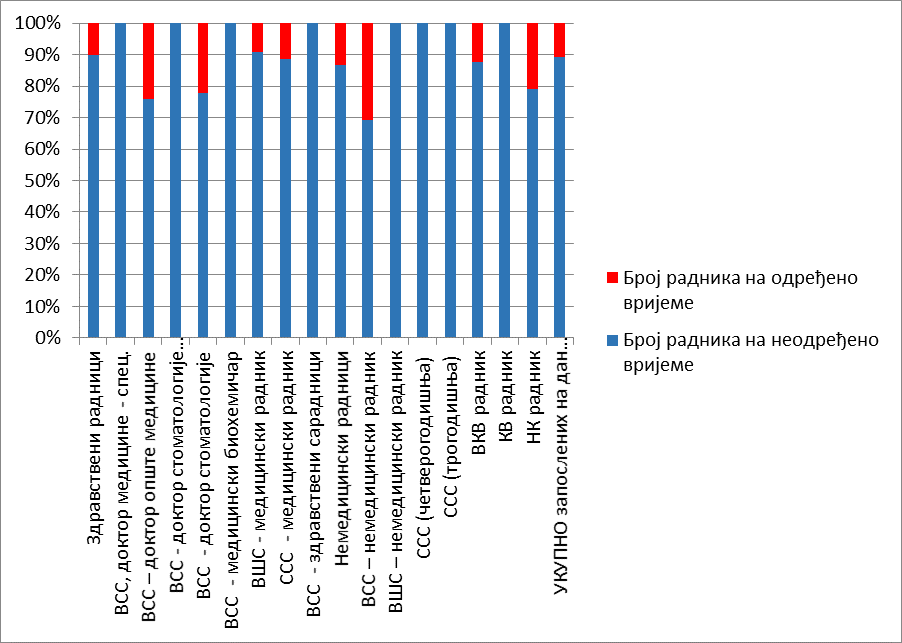 100%
90%
80%
70%
60%
50%
40%
30%
20%
10%
0%
Здравствени радници
ВСС, доктор медицине - спец.
ВСС – доктор опште медицине
ВСС - доктор стоматологије…
ВСС - доктор стоматологије
ВСС - медицински биохемичар
ВШС - медицински радник
ССС - медицински радник
ВСС - здравствени сарадници
Немедицински радници
ВСС – немедицински радник
ВШС – немедицински радник
ССС (четверогодишња)
ССС (трогодишња)
ВКВ радник
КВ радник
НК радник
УКУПНО запослених на дан…
Број радника на одређено
вријеме
Број радника на неодређено
вријеме